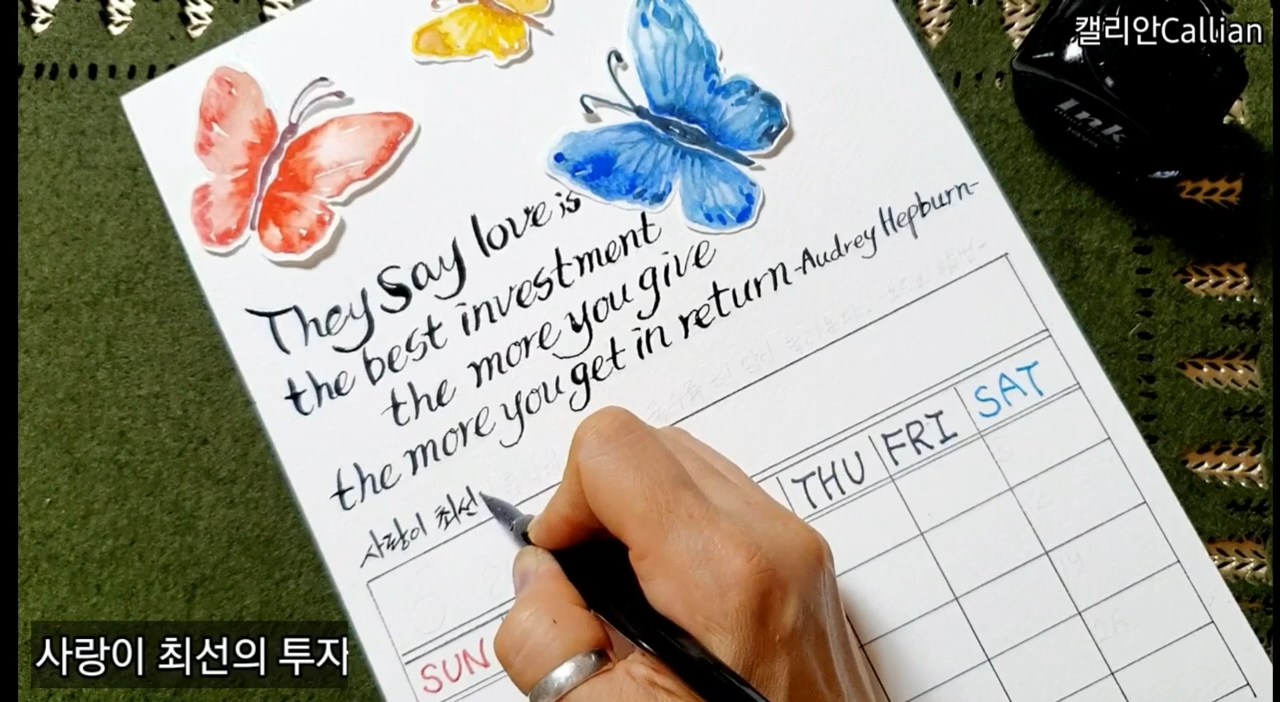 캘리안Callian
Ink
They Say love is
the best investment
the more you give
the more you get in return -Audrey Hepburn-
사랑이 최선
SUN THU FRI SAT
사랑이 최선의 투자